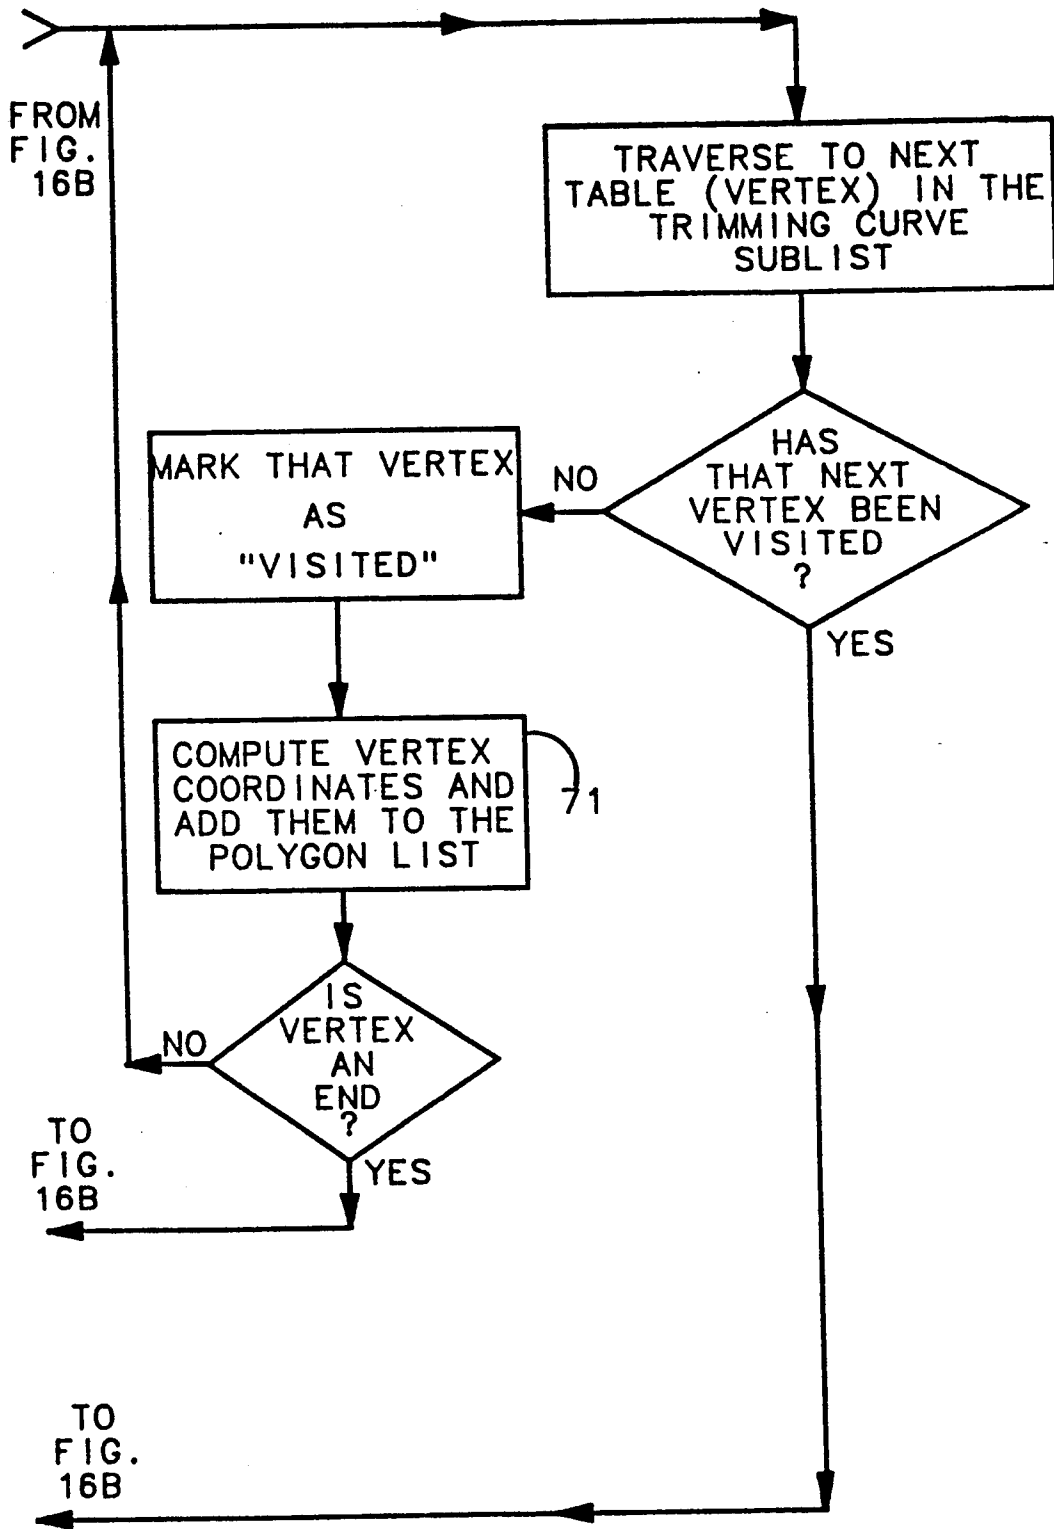 FROM
FIG.
16B
TRAVERSE TO NEXT
TABLE (VERTEX) IN THE
TRIMMING CURVE
SUBLIST
HAS
THAT NEXT
VERTEX BEEN
VISITED
?
NO
YES
MARK THAT VERTEX
AS
"VISITED"
COMPUTE VERTEX
COORDINATES AND
ADD THEM TO THE
POLYGON LIST
71
IS
VERTEX
AN
END
?
NO
YES
TO
FIG.
16B
TO
FIG.
16B